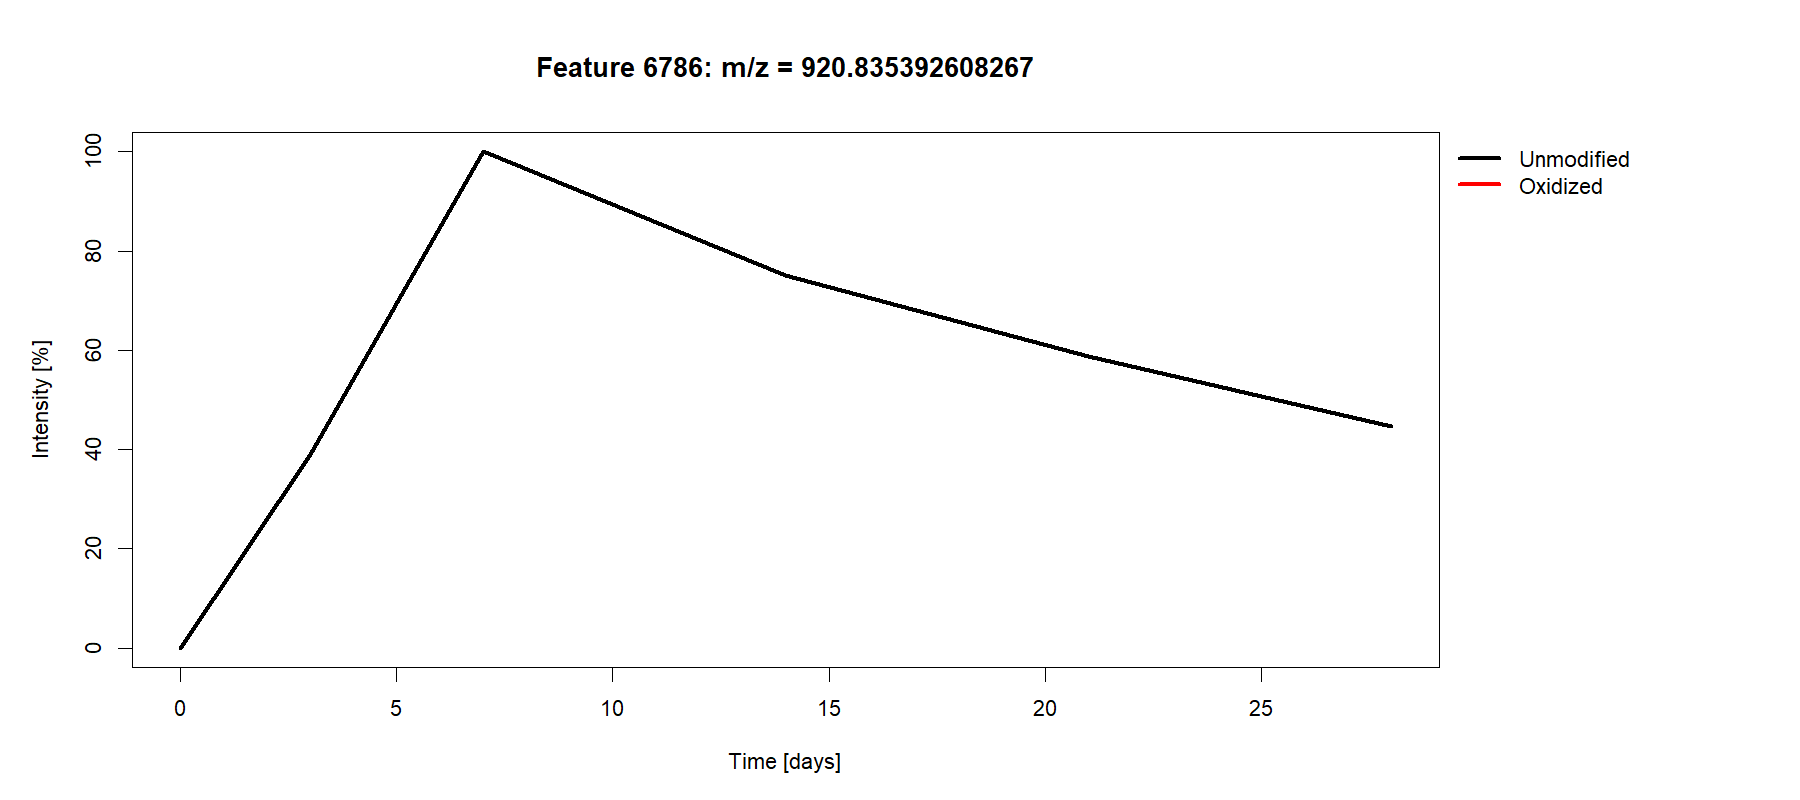 Feature 6786: m/z = 920.835392608267
Unmodified
Oxidized
100
80
60
40
20
0
Intensity [%]
0 5 10 15 20 25
Time [days]